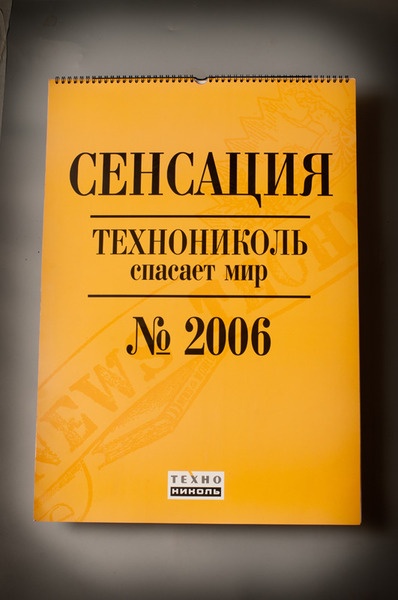 СЕНСАЦИЯ
ТЕХНОНИКОЛЬ
спасает мир
№ 2006
ТЕХНО
НИКОЛЬ